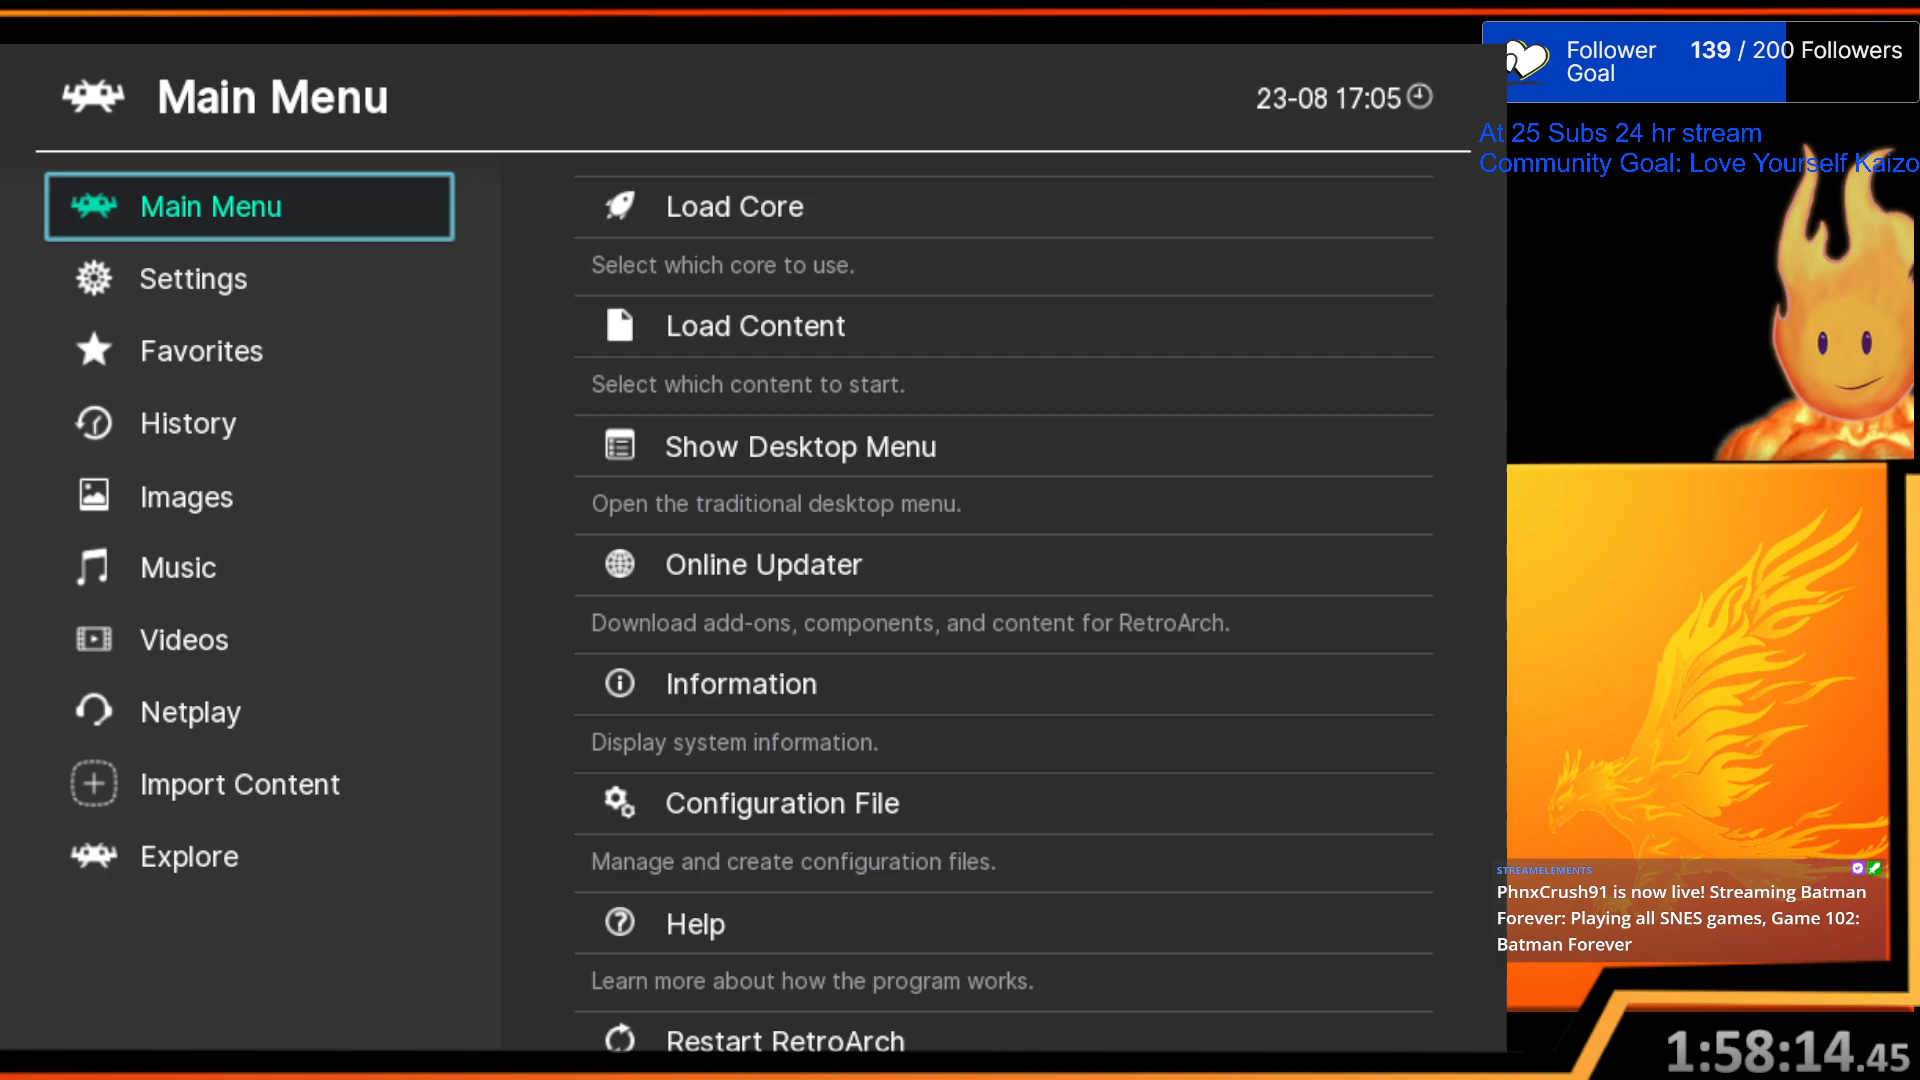 Main Menu
23-08 17:05
Main Menu
Settings
Favorites
History
Images
Music
Videos
Netplay
Import Content
Explore
Load Core
Select which core to use.
Load Content
Select which content to start.
Show Desktop Menu
Open the traditional desktop menu.
Online Updater
Download add-ons, components, and content for RetroArch.
Information
Display system information.
Configuration File
Manage and create configuration files.
Help
Learn more about how the program works.
Restart RetroArch
Follower
Goal
139 / 200 Followers
At 25 Subs 24 hr stream
Community Goal: Love Yourself Kaizo
STREAMELEMENTS
PhnxCrush91 is now live! Streaming Batman
Forever: Playing all SNES games, Game 102:
Batman Forever
1:58:14.45